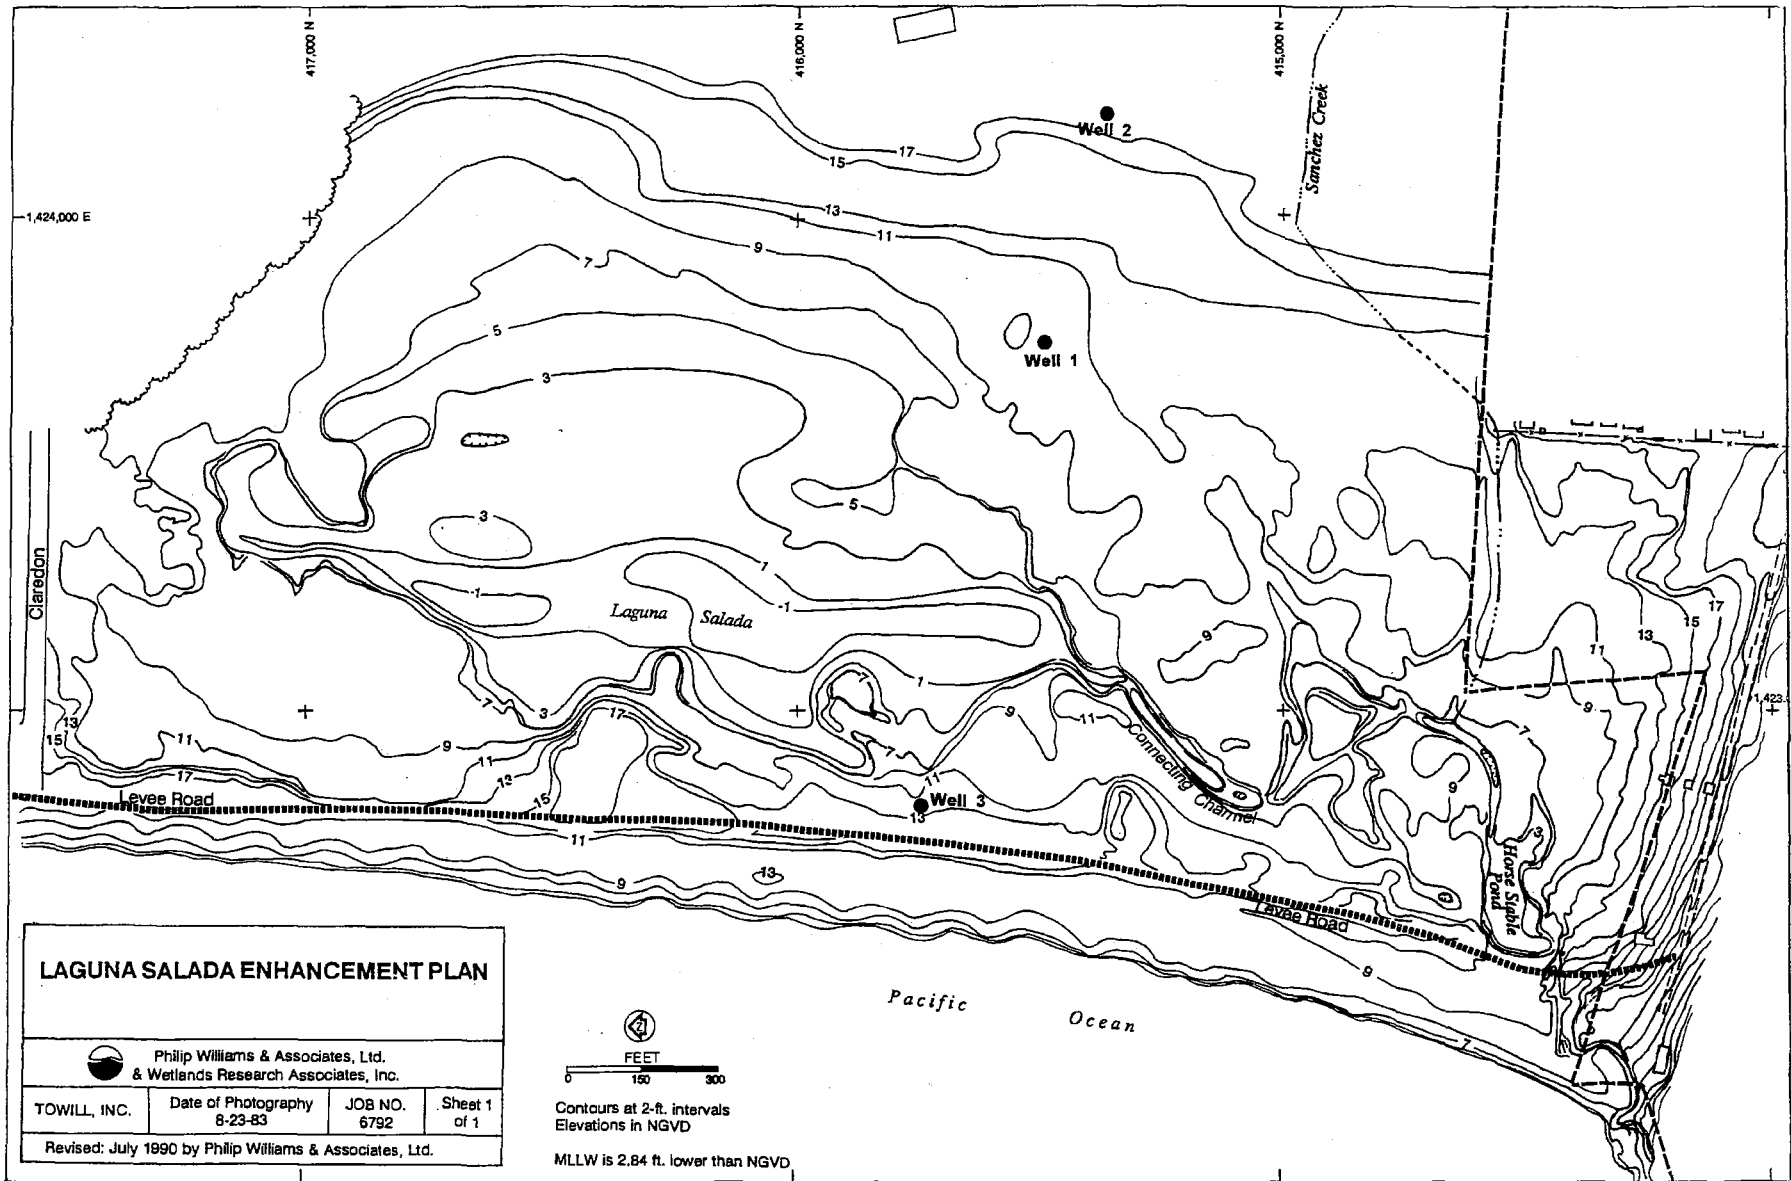 417,000 N
416,000 N
415,000 N
Sanchez Creek
Well 2
17
15
1,424,000 E
13
11
9
7
5
3
Well 1
5
3
1
-1
Laguna Salada
-1
Claredon
9
17
15
13
11
1,423,
9
7
1
7
9
11
7
3
17
9
11
13
15
7
11
13
15
11
17
Levee Road
Connecting Channel
Well 3
13
11
9
3
Horse Stable
Pond
11
13
9
Levee Road
9
7
Pacific Ocean
LAGUNA SALADA ENHANCEMENT PLAN
Philip Williams & Associates, Ltd.
& Wetlands Research Associates, Inc.
TOWILL, INC.
Date of Photography
8-23-83
JOB NO.
6792
Sheet 1
of 1
Revised: July 1990 by Philip Williams & Associates, Ltd.
N
FEET
0 150 300
Contours at 2-ft. intervals
Elevations in NGVD
MLLW is 2.84 ft. lower than NGVD